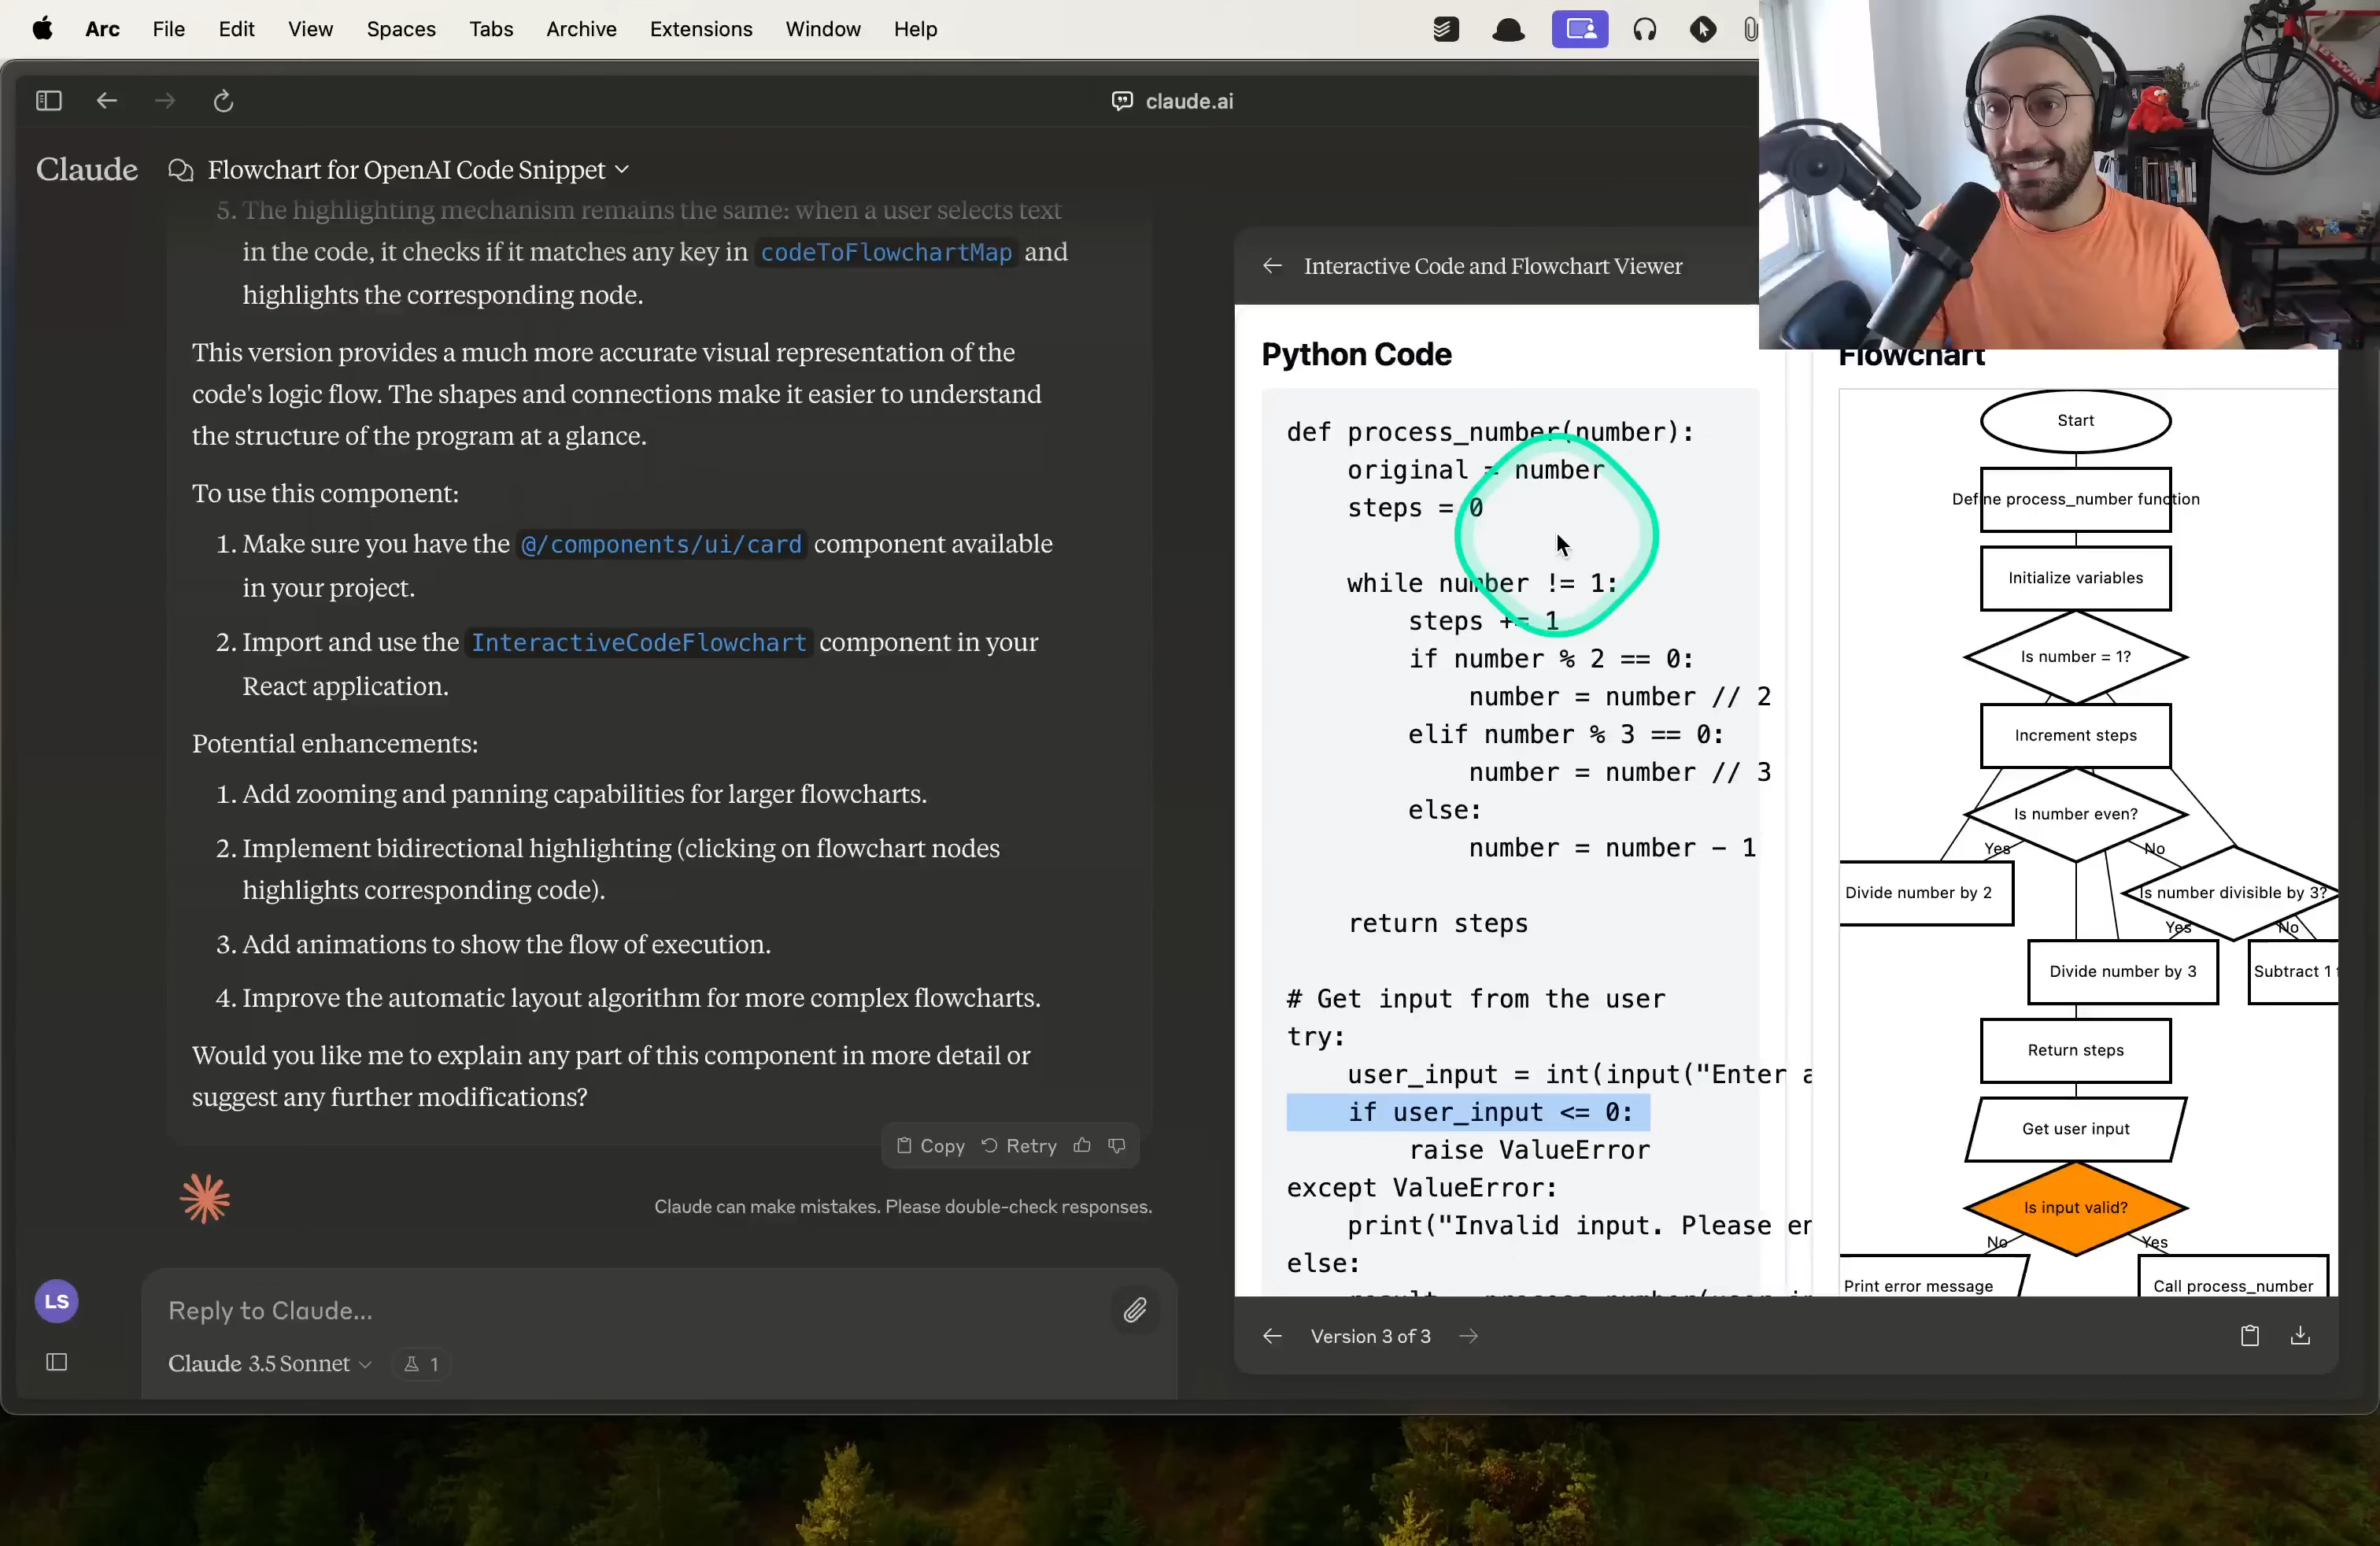 Arc File Edit View Spaces Tabs Archive Extensions Window Help
claude.ai
Claude
Flowchart for OpenAI Code Snippet
5. The highlighting mechanism remains the same: when a user selects text
in the code, it checks if it matches any key in codeToFlowchartMap and
highlights the corresponding node.
This version provides a much more accurate visual representation of the
code's logic flow. The shapes and connections make it easier to understand
the structure of the program at a glance.
To use this component:
1. Make sure you have the @/components/ui/card component available
in your project.
2. Import and use the InteractiveCodeFlowchart component in your
React application.
Potential enhancements:
1. Add zooming and panning capabilities for larger flowcharts.
2. Implement bidirectional highlighting (clicking on flowchart nodes
highlights corresponding code).
3. Add animations to show the flow of execution.
4. Improve the automatic layout algorithm for more complex flowcharts.
Would you like me to explain any part of this component in more detail or
suggest any further modifications?
Copy Retry
Claude can make mistakes. Please double-check responses.
LS
Reply to Claude...
Claude 3.5 Sonnet 1
Interactive Code and Flowchart Viewer
Python Code
def process_number(number):
original = number
steps = 0
while number != 1:
steps += 1
if number % 2 == 0:
number = number // 2
elif number % 3 == 0:
number = number // 3
else:
number = number - 1
return steps
# Get input from the user
try:
user_input = int(input("Enter a
if user_input <= 0:
raise ValueError
except ValueError:
print("Invalid input. Please en
else:
result = process_number(user_in
Flowchart
Start
Define process_number function
Initialize variables
Is number = 1?
Increment steps
Is number even?
Yes
No
Divide number by 2
Is number divisible by 3?
Yes
No
Divide number by 3
Subtract 1
Return steps
Get user input
Is input valid?
No
Yes
Print error message
Call process_number
Version 3 of 3